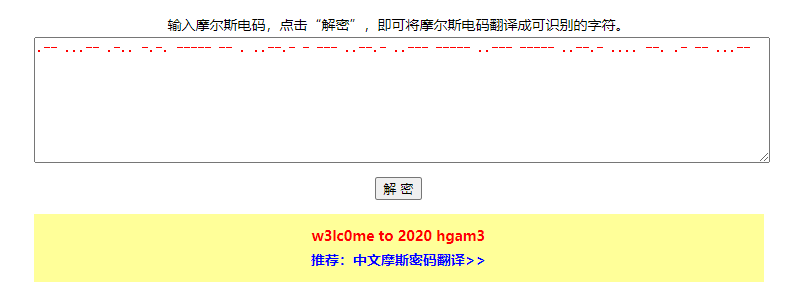 输入摩尔斯电码，点击“解密”，即可将摩尔斯电码翻译成可识别的字符。
.-- ...-- .-.. -.-. ----- -- . ..--.- - --- ..--.- ..--- ----- ..--- ----- ..--.- .... --. .- -- ...--
解 密
w3lc0me to 2020 hgam3
推荐：中文摩斯密码翻译>>